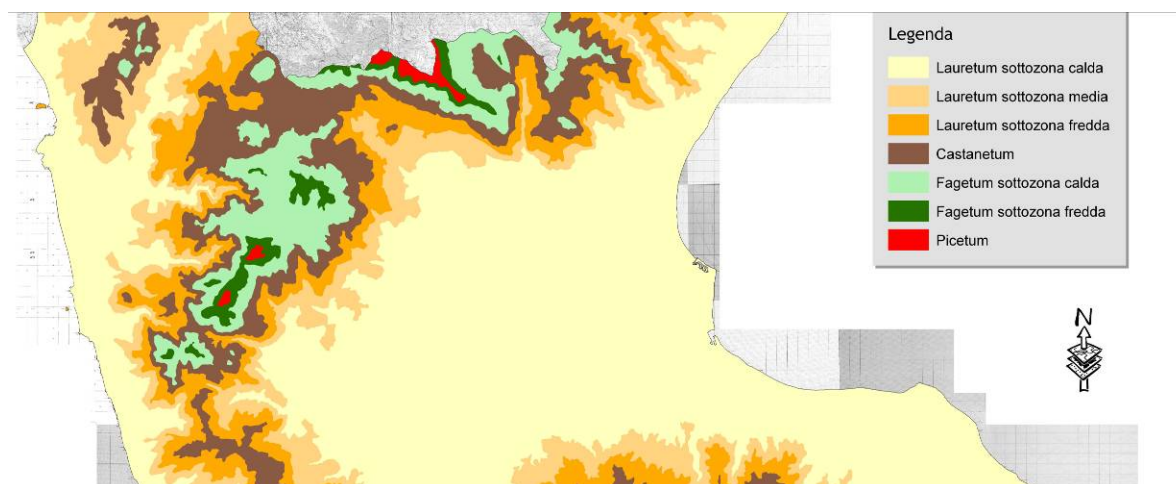 Legenda
Lauretum sottozona calda
Lauretum sottozona media
Lauretum sottozona fredda
Castanetum
Fagetum sottozona calda
Fagetum sottozona fredda
Picetum
N